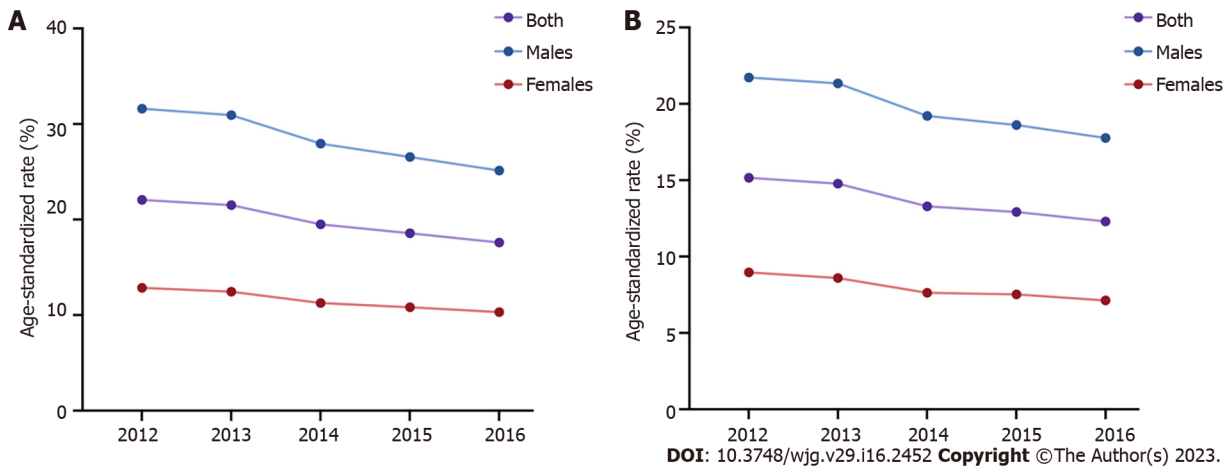 A
Both
Males
Females
Age-standardized rate (%)
40
30
20
10
0
2012 2013 2014 2015 2016
B
Both
Males
Females
Age-standardized rate (%)
25
20
15
10
5
0
2012 2013 2014 2015 2016
DOI: 10.3748/wjg.v29.i16.2452 Copyright ©The Author(s) 2023.